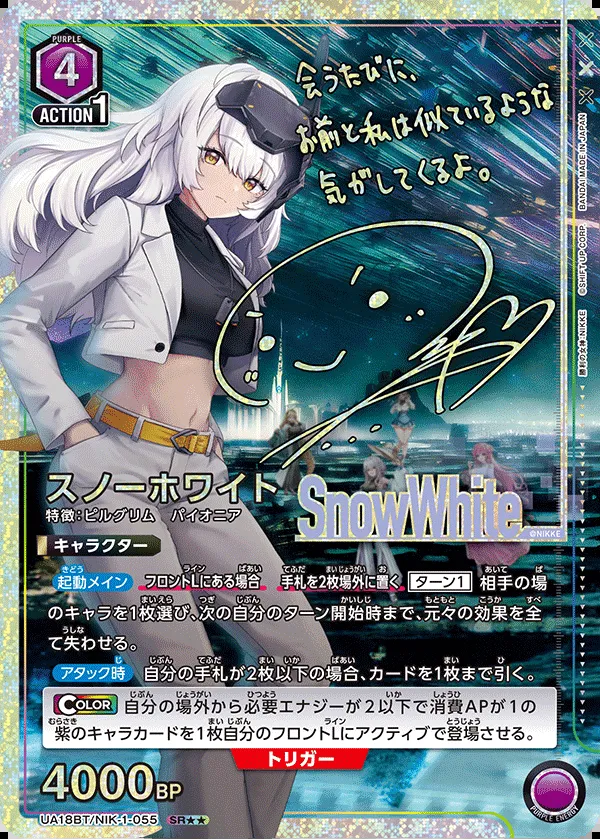 PURPLE
4
ACTION 1
会うたびに、
お前と私は似ているような
気がしてくるよ。
勝利の女神:NIKKE ©SHIFT UP CORP. BANDAI MADE IN JAPAN
スノーホワイト
特徴:ピルグリム パイオニア
SnowWhite
©NIKKE
キャラクター
起動メイン フロントLにある場合 手札を2枚場外に置く ターン1 相手の場
のキャラを1枚選び、次の自分のターン開始時まで、元々の効果を全
て失わせる。
アタック時 自分の手札が2枚以下の場合、カードを1枚まで引く。
COLOR 自分の場外から必要エナジーが2以下で消費APが1の
紫のキャラカードを1枚自分のフロントLにアクティブで登場させる。
トリガー
4000BP
UA18BT/NIK-1-055 SR★★
PURPLE ENERGY